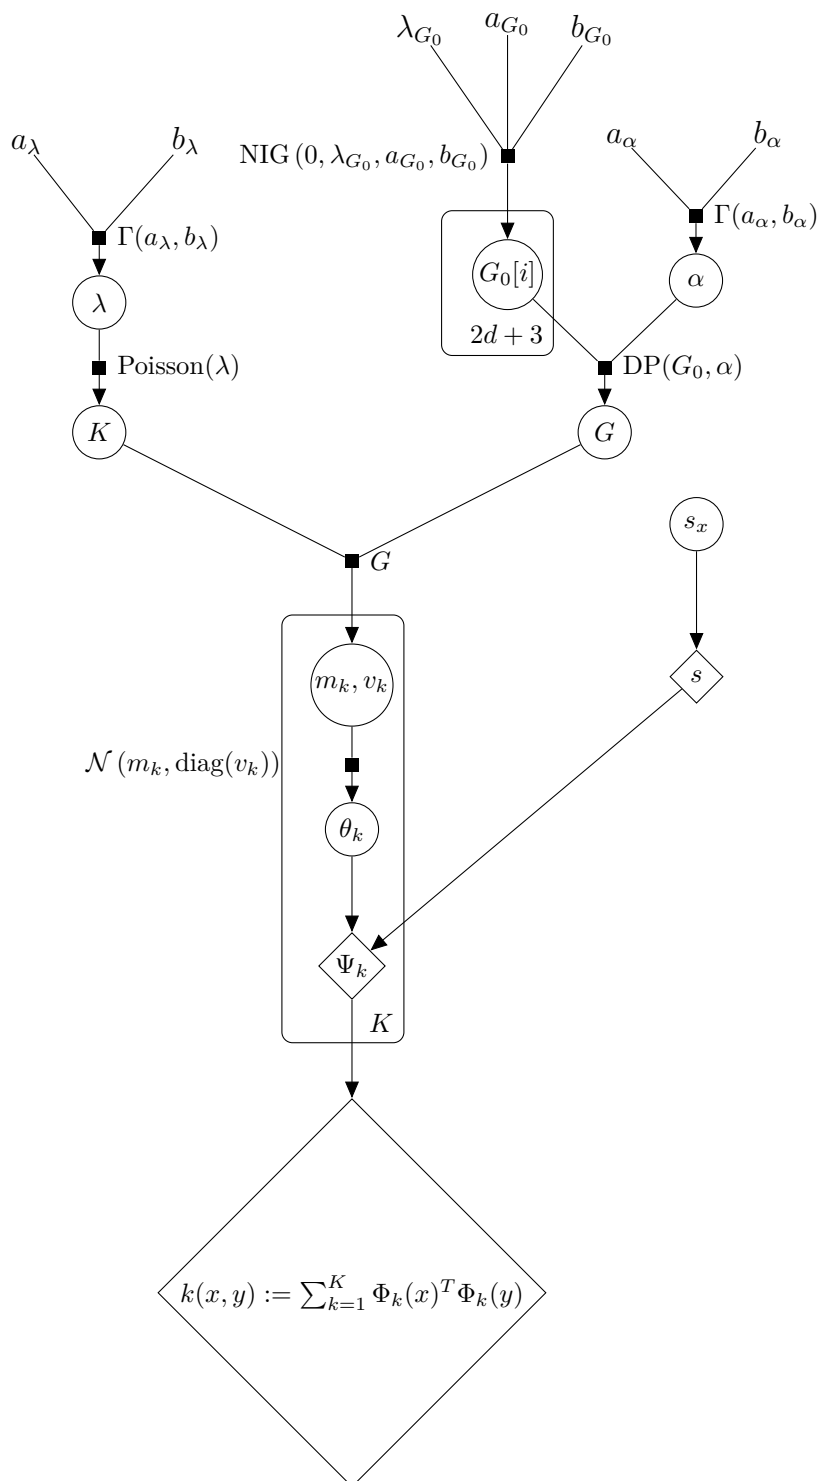 λ_{G_0} a_{G_0} b_{G_0}
a_λ b_λ NIG (0, λ_{G_0}, a_{G_0}, b_{G_0}) a_α b_α
Γ(a_λ, b_λ) Γ(a_α, b_α)
λ G_0[i] α
2d + 3
Poisson(λ) DP(G_0, α)
K G
s_x
G
m_k, v_k s
𝒩 (m_k, diag(v_k))
θ_k
Ψ_k
K
k(x, y) := ∑_{k=1}^{K} Φ_k(x)^T Φ_k(y)